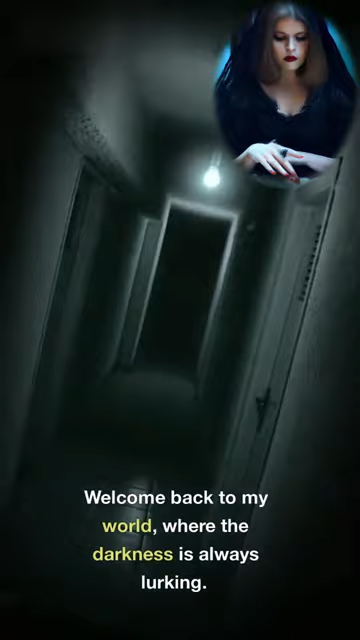 Welcome back to my
world, where the
darkness is always
lurking.